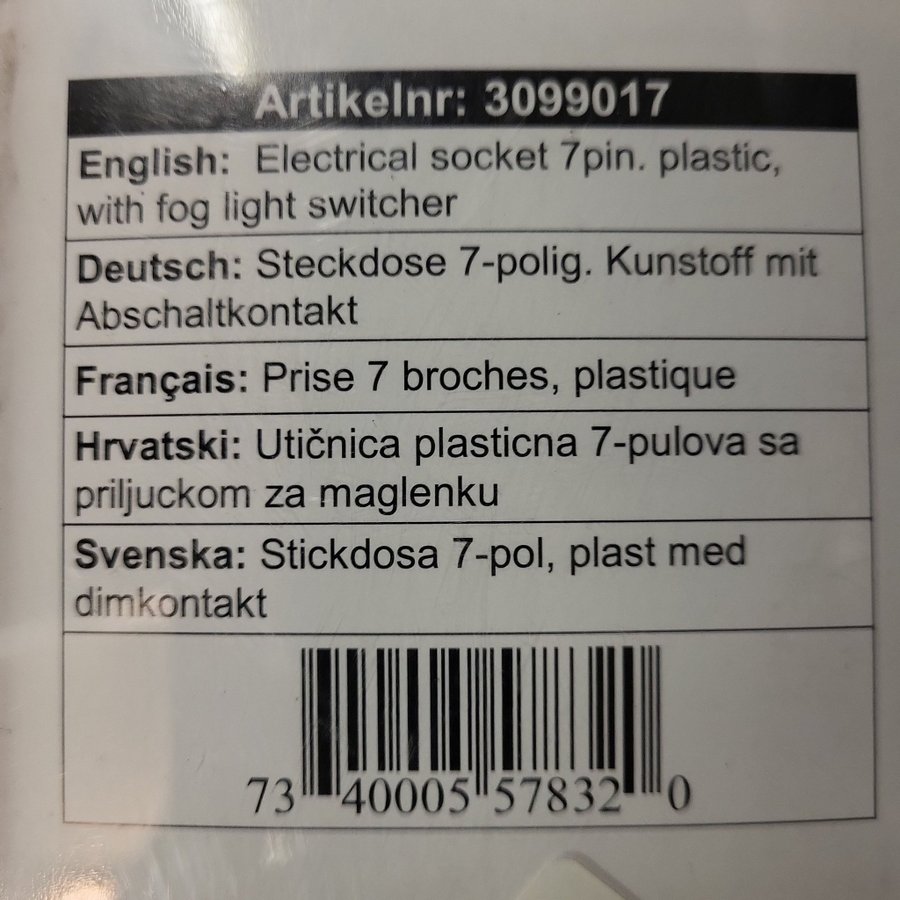 Artikelnr: 3099017
English: Electrical socket 7pin. plastic,
with fog light switcher
Deutsch: Steckdose 7-polig. Kunstoff mit
Abschaltkontakt
Français: Prise 7 broches, plastique
Hrvatski: Utičnica plasticna 7-pulova sa
priljuckom za maglenku
Svenska: Stickdosa 7-pol, plast med
dimkontakt
73 40005 57832 0